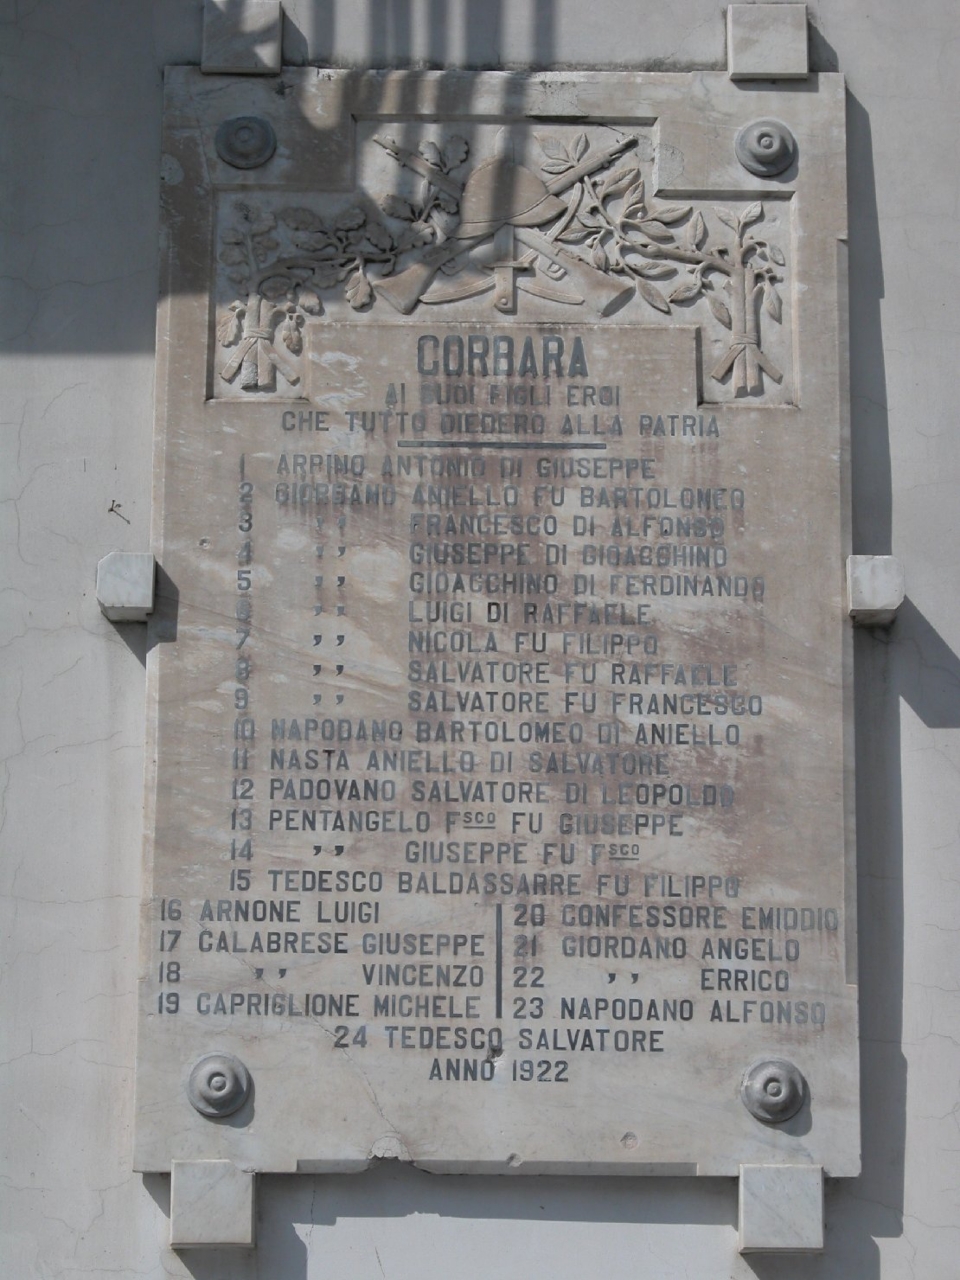 CORBARA
AI SUOI FIGLI EROI
CHE TUTTO DIEDERO ALLA PATRIA
1 ARPINO ANTONIO DI GIUSEPPE
2 GIORDANO ANIELLO FU BARTOLOMEO
3 " FRANCESCO DI ALFONSO
4 " GIUSEPPE DI GIOACCHINO
5 " GIOACCHINO DI FERDINANDO
6 " LUIGI DI RAFFAELE
7 " NICOLA FU FILIPPO
8 " SALVATORE FU RAFFAELE
9 " SALVATORE FU FRANCESCO
10 NAPODANO BARTOLOMEO DI ANIELLO
11 NASTA ANIELLO DI SALVATORE
12 PADOVANO SALVATORE DI LEOPOLDO
13 PENTANGELO Fsco FU GIUSEPPE
14 " GIUSEPPE FU Fsco
15 TEDESCO BALDASSARRE FU FILIPPO
16 ARNONE LUIGI
17 CALABRESE GIUSEPPE
18 " VINCENZO
19 CAPRIGLIONE MICHELE
20 CONFESSORE EMIDDIO
21 GIORDANO ANGELO
22 " ERRICO
23 NAPODANO ALFONSO
24 TEDESCO SALVATORE
ANNO 1922